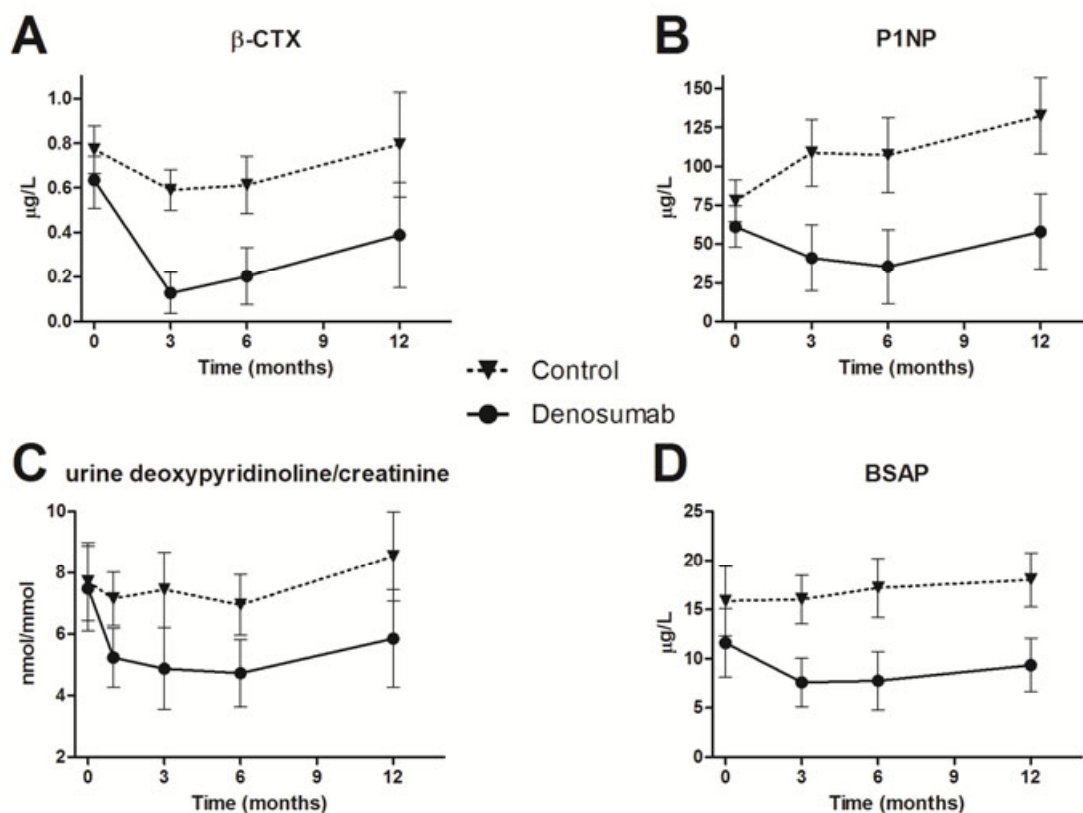 A
β-CTX
1.0
0.8
0.6
0.4
0.2
0.0
µg/L
0 3 6 9 12
Time (months)
B
P1NP
150
125
100
75
50
25
0
µg/L
0 3 6 9 12
Time (months)
Control
Denosumab
C
urine deoxypyridinoline/creatinine
10
8
6
4
2
nmol/mmol
0 3 6 9 12
Time (months)
D
BSAP
25
20
15
10
5
0
µg/L
0 3 6 9 12
Time (months)